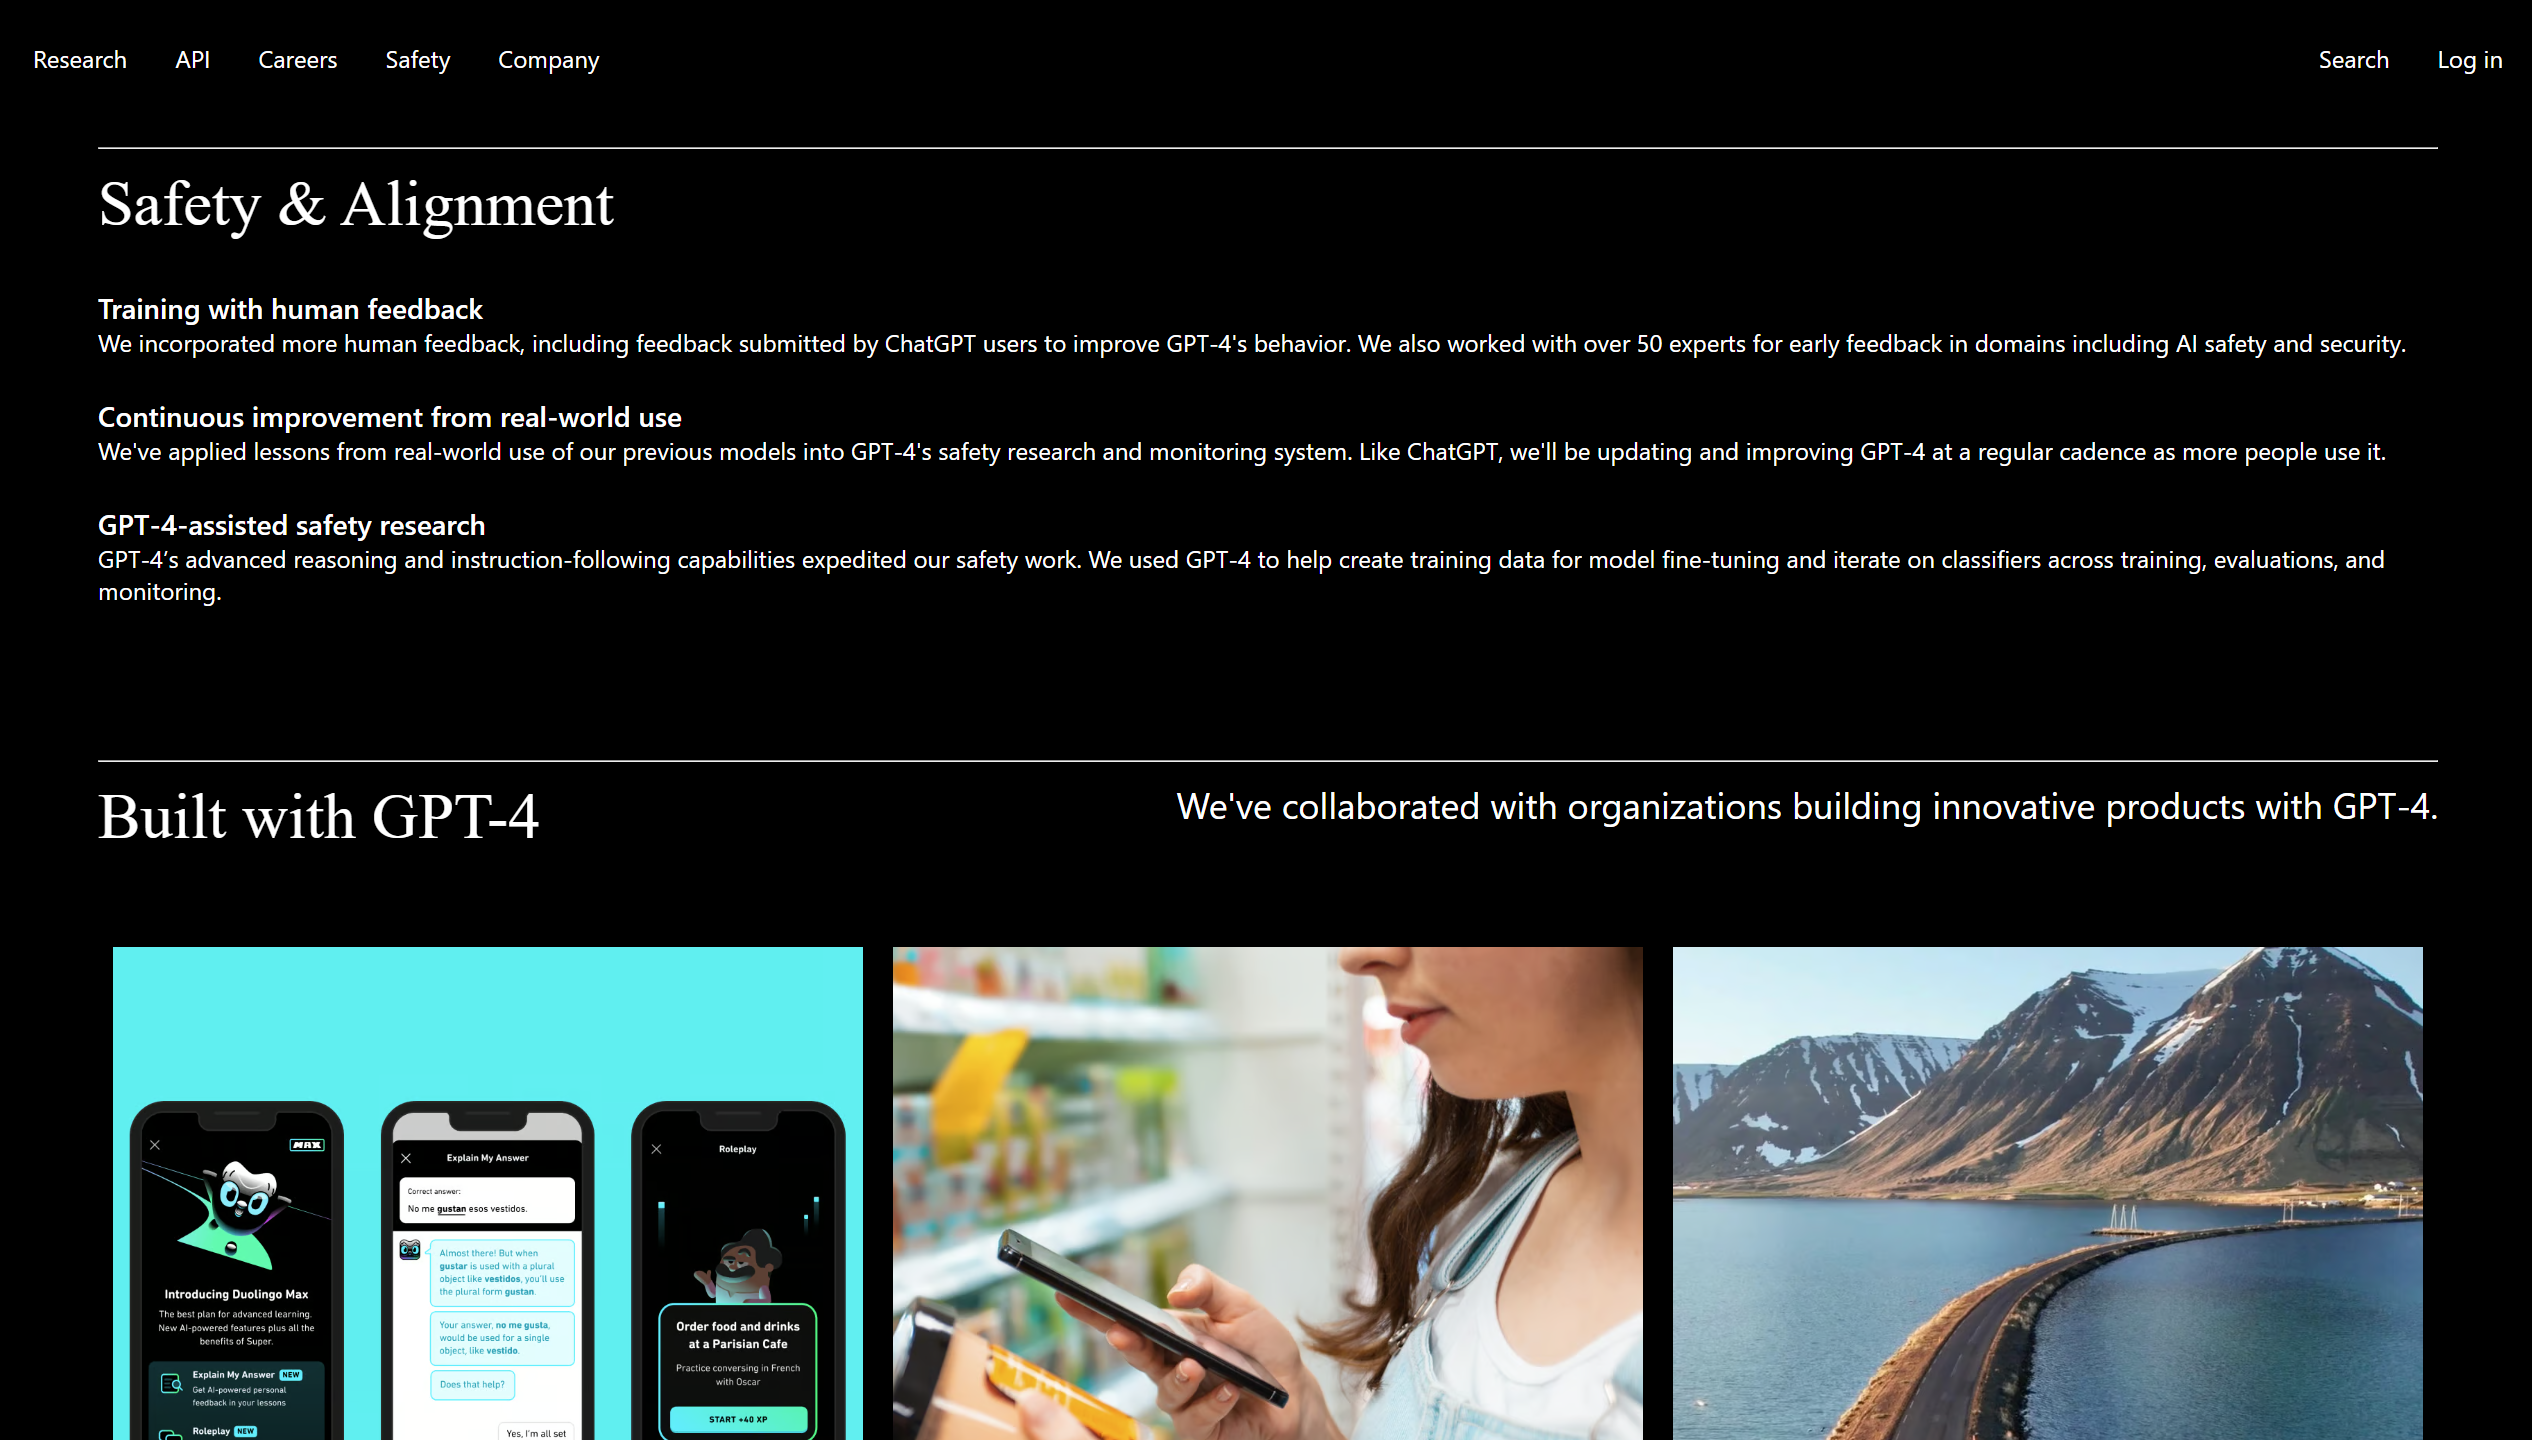 Research API Careers Safety Company Search Log in
Safety & Alignment
Training with human feedback
We incorporated more human feedback, including feedback submitted by ChatGPT users to improve GPT-4's behavior. We also worked with over 50 experts for early feedback in domains including AI safety and security.
Continuous improvement from real-world use
We've applied lessons from real-world use of our previous models into GPT-4's safety research and monitoring system. Like ChatGPT, we'll be updating and improving GPT-4 at a regular cadence as more people use it.
GPT-4-assisted safety research
GPT-4’s advanced reasoning and instruction-following capabilities expedited our safety work. We used GPT-4 to help create training data for model fine-tuning and iterate on classifiers across training, evaluations, and
monitoring.
Built with GPT-4
We've collaborated with organizations building innovative products with GPT-4.
MAX
Introducing Duolingo Max
The best plan for advanced learning.
New AI-powered features plus all the
benefits of Super.
Explain My Answer NEW
Get AI-powered personal
feedback in your lessons
Roleplay NEW
Explain My Answer
Correct answer:
No me gustan esos vestidos.
Almost there! But when
gustar is used with a plural
object like vestidos, you'll use
the plural form gustan.
Your answer, no me gusta,
would be used for a single
object, like vestido.
Does that help?
Yes, I'm all set
Roleplay
Order food and drinks
at a Parisian Cafe
Practice conversing in French
with Oscar
START +40 XP